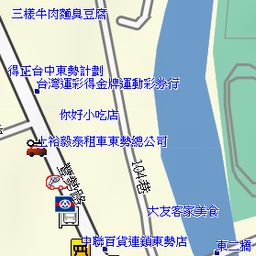 三樣牛肉麵臭豆腐
得正台中東勢計劃
台灣運彩得金牌運動彩券行
你好小吃店
上裕毅泰租車東勢總公司
豐勢路
104巷
大友客家美食
中聯百貨連鎖東勢店
東二橋